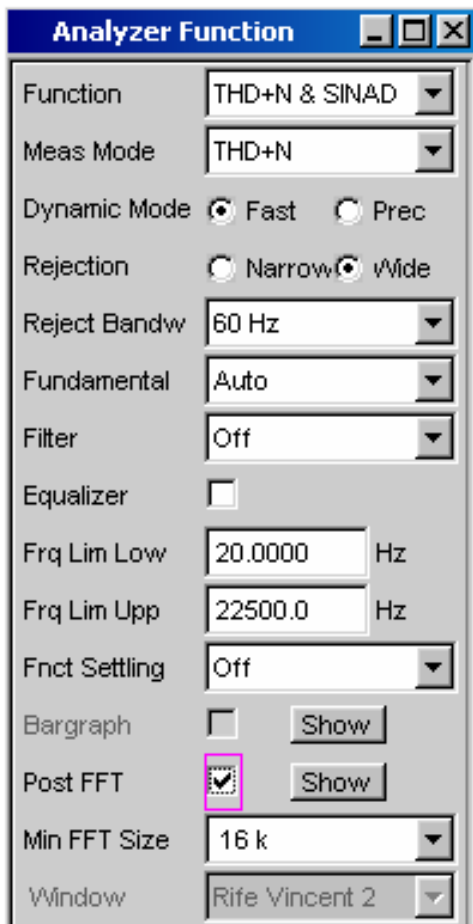 Analyzer Function
Function THD+N & SINAD
Meas Mode THD+N
Dynamic Mode Fast Prec
Rejection Narrow Wide
Reject Bandw 60 Hz
Fundamental Auto
Filter Off
Equalizer
Frq Lim Low 20.0000 Hz
Frq Lim Upp 22500.0 Hz
Fnct Settling Off
Bargraph Show
Post FFT Show
Min FFT Size 16 k
Window Rife Vincent 2